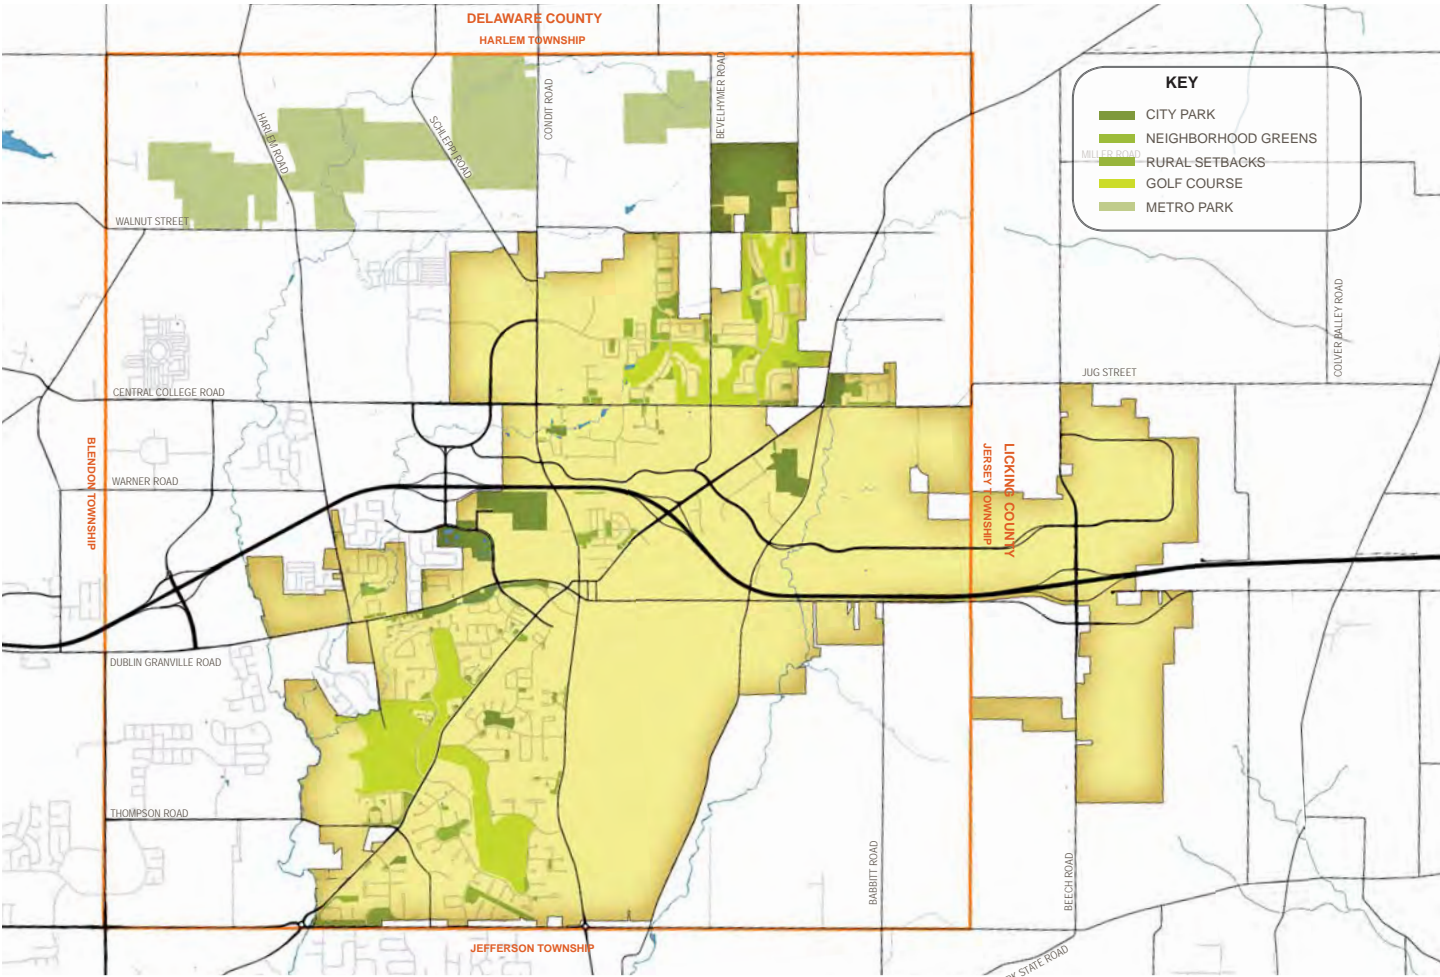 DELAWARE COUNTY
HARLEM TOWNSHIP
KEY
CITY PARK
NEIGHBORHOOD GREENS
RURAL SETBACKS
GOLF COURSE
METRO PARK
MILLER ROAD
HARLEM ROAD
SCHLEPPI ROAD
CONDIT ROAD
BEVELHYMER ROAD
WALNUT STREET
COLVER BALLEY ROAD
JUG STREET
CENTRAL COLLEGE ROAD
BLENDON TOWNSHIP
WARNER ROAD
JERSEY TOWNSHIP
LICKING COUNTY
DUBLIN GRANVILLE ROAD
THOMPSON ROAD
BABBITT ROAD
BEECH ROAD
JEFFERSON TOWNSHIP
STATE ROAD